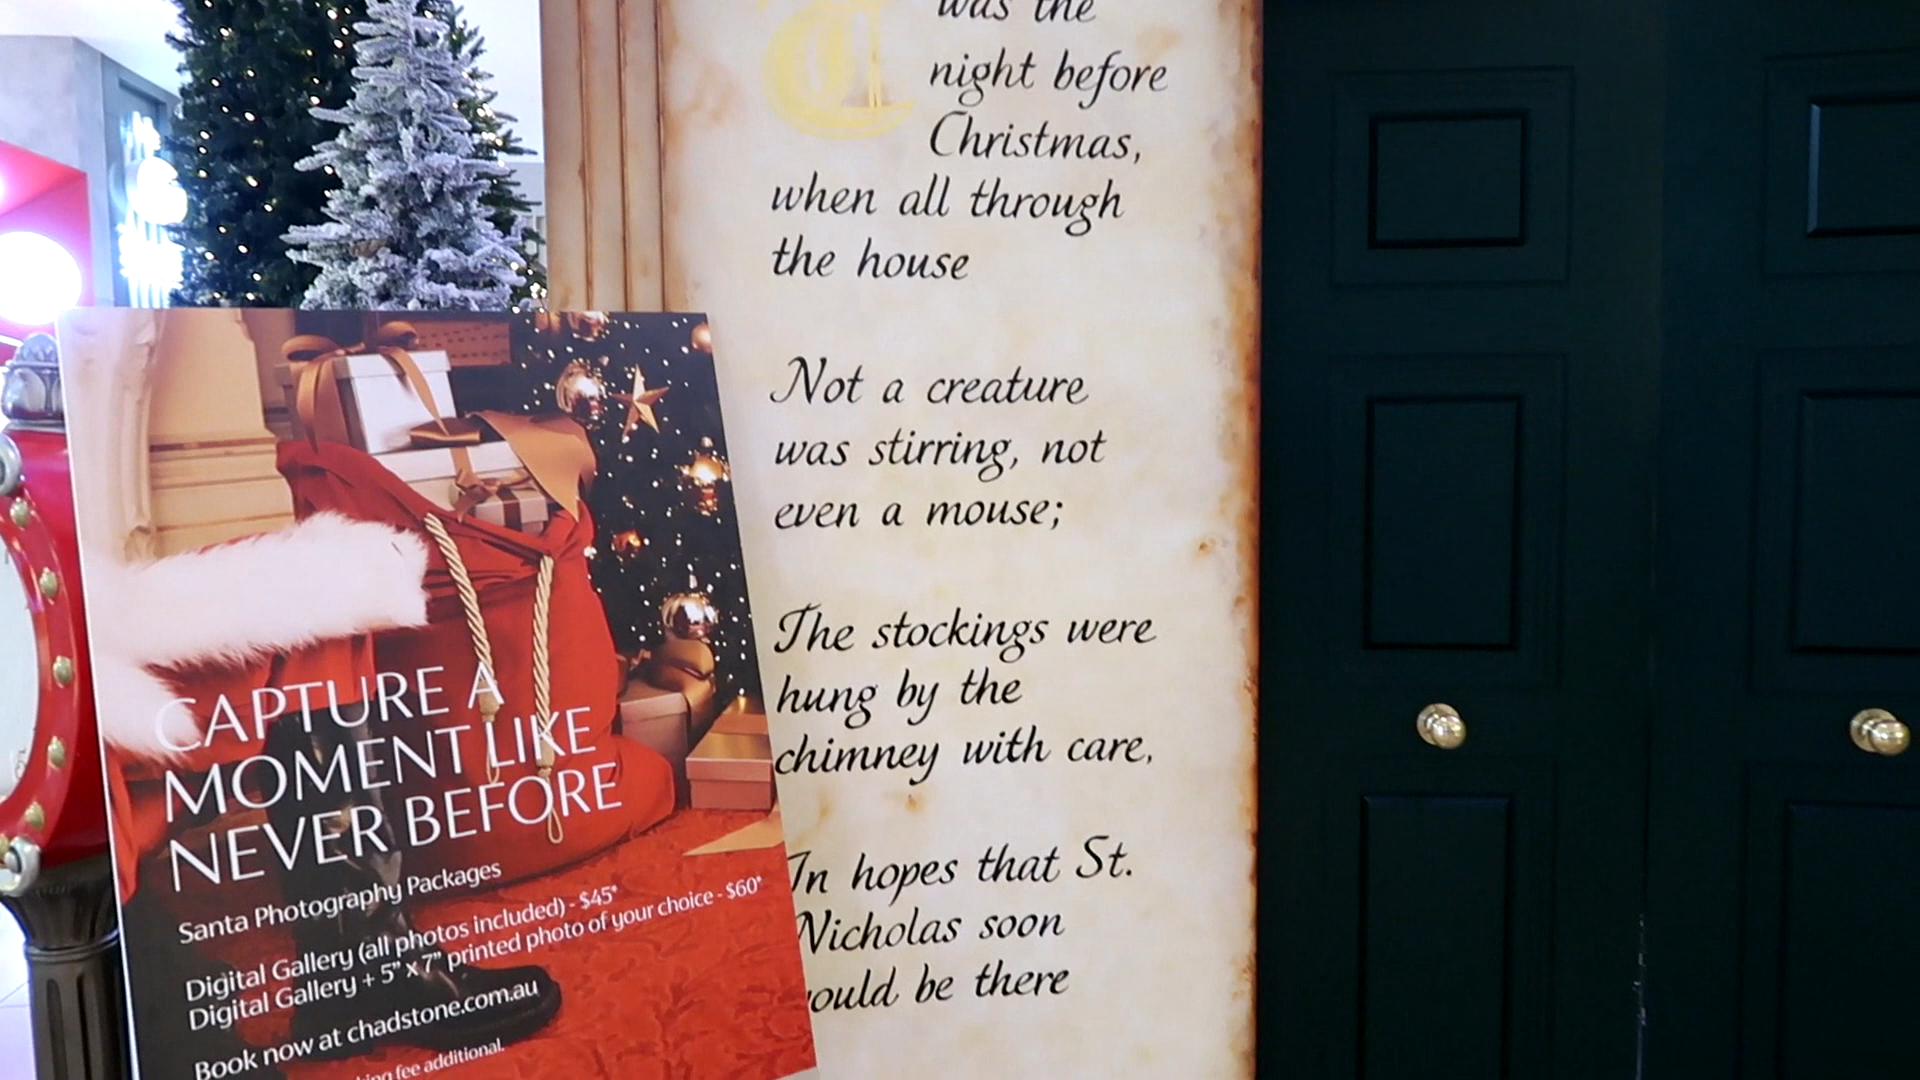 was the
night before
Christmas,
when all through
the house
Not a creature
was stirring, not
even a mouse;
The stockings were
hung by the
chimney with care,
In hopes that St.
Nicholas soon
be there
CAPTURE A
MOMENT LIKE
NEVER BEFORE
Santa Photography Packages
Digital Gallery (all photos included) - $45*
Digital Gallery + 5” x 7” printed photo of your choice - $60*
Book now at chadstone.com.au
fee additional.